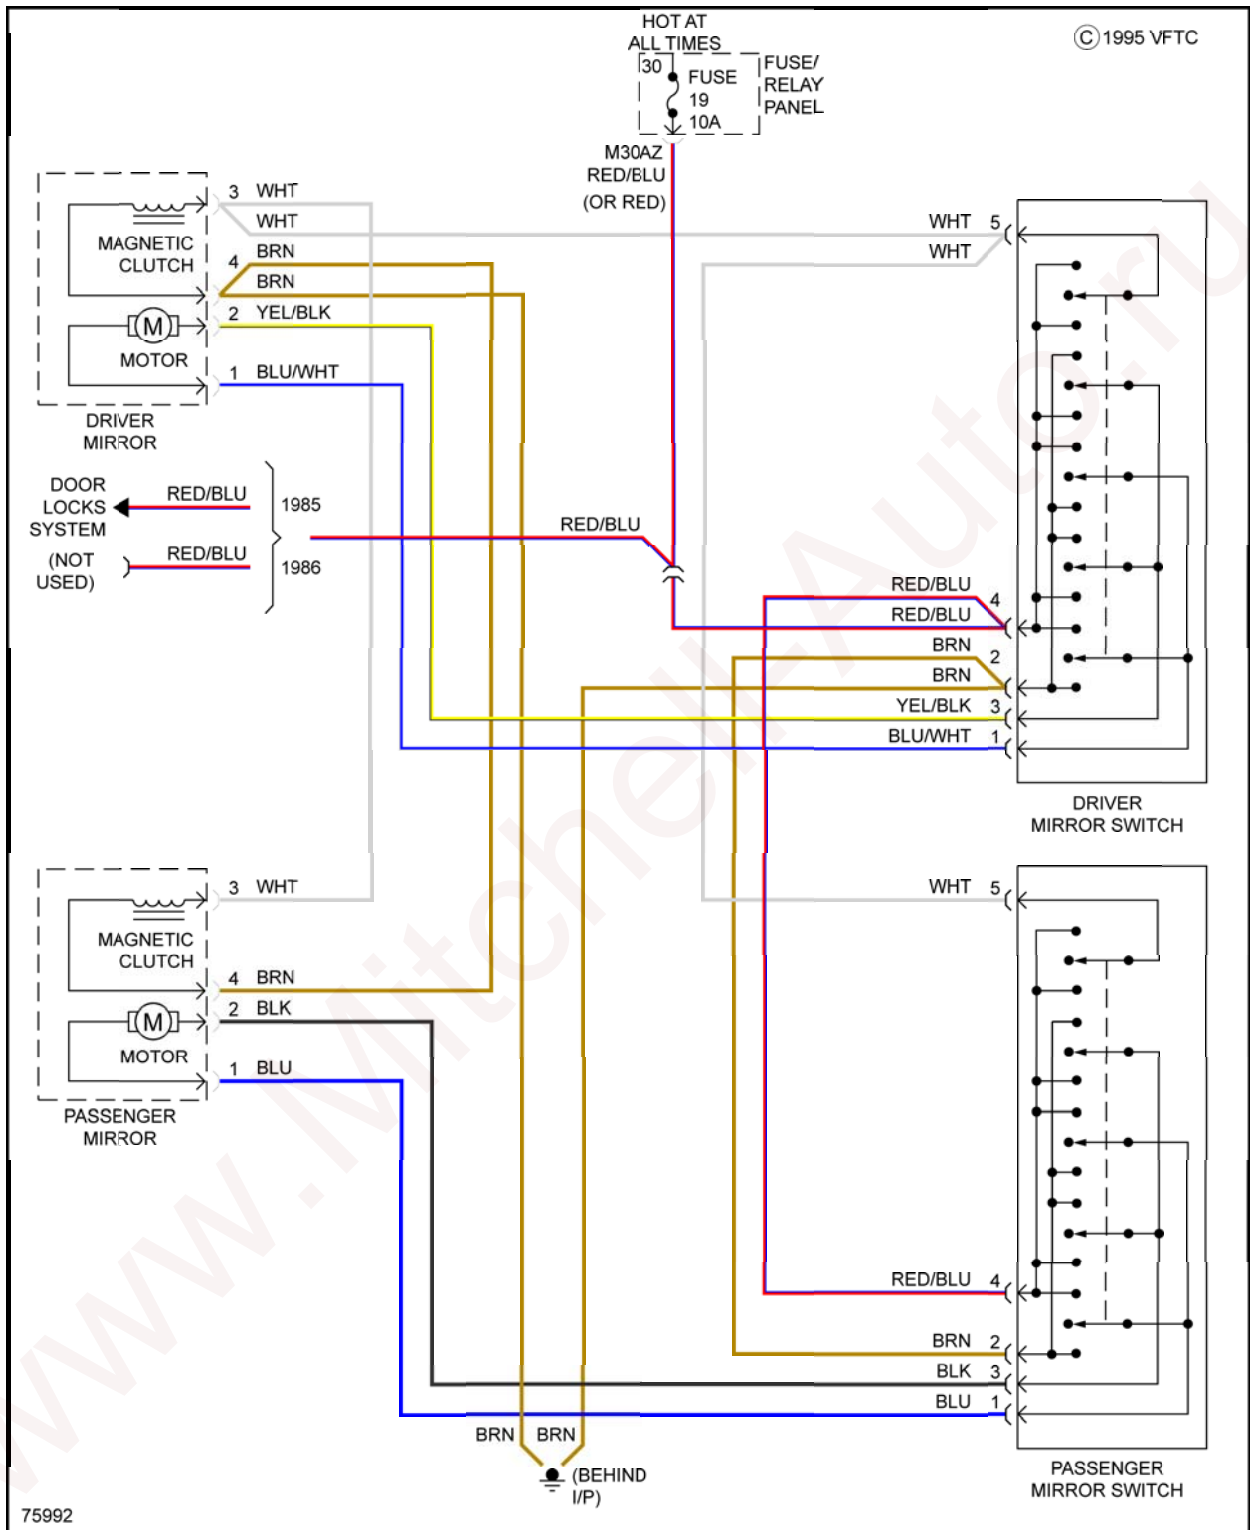 HOT AT
ALL TIMES
© 1995 VFTC
30
FUSE
19
10A
FUSE/
RELAY
PANEL
M30AZ
RED/BLU
(OR RED)
3 WHT
WHT
MAGNETIC
CLUTCH
4 BRN
BRN
2 YEL/BLK
M
MOTOR
1 BLU/WHT
DRIVER
MIRROR
WHT 5
WHT
DOOR
LOCKS
SYSTEM
RED/BLU
1985
(NOT
USED)
RED/BLU
1986
RED/BLU
RED/BLU 4
RED/BLU
BRN 2
BRN
YEL/BLK 3
BLU/WHT 1
DRIVER
MIRROR SWITCH
3 WHT
MAGNETIC
CLUTCH
4 BRN
2 BLK
M
MOTOR
1 BLU
PASSENGER
MIRROR
WHT 5
RED/BLU 4
BRN 2
BLK 3
BLU 1
PASSENGER
MIRROR SWITCH
BRN BRN
(BEHIND
I/P)
75992
www.Mitchell-Auto.ru